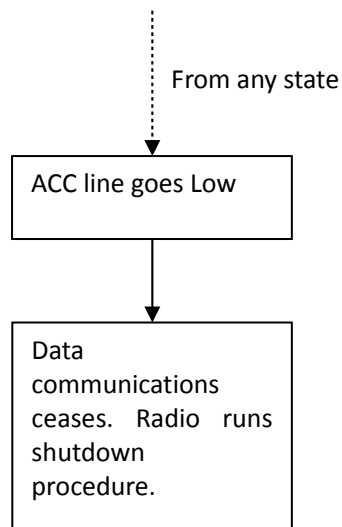 From any state
ACC line goes Low
Data
communications
ceases. Radio runs
shutdown
procedure.